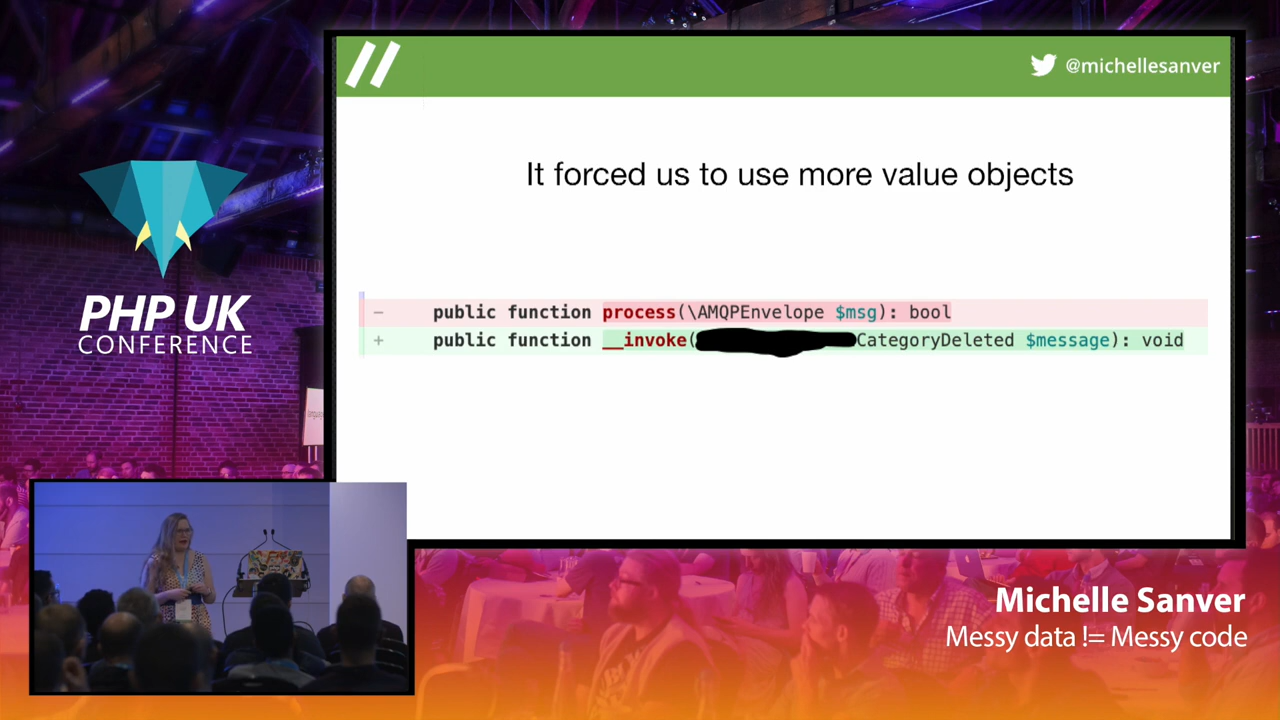 //
@michellesanver
It forced us to use more value objects
- public function process(\AMQPEnvelope $msg): bool
+ public function __invoke( CategoryDeleted $message): void
PHP UK
CONFERENCE
Michelle Sanver
Messy data != Messy code